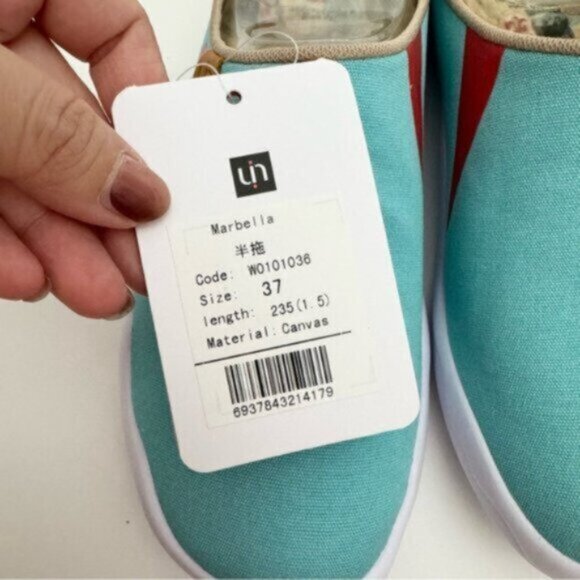 uin
Marbella
半拖
Code: W0101036
Size: 37
length: 235(1.5)
Material: Canvas
6937843214179